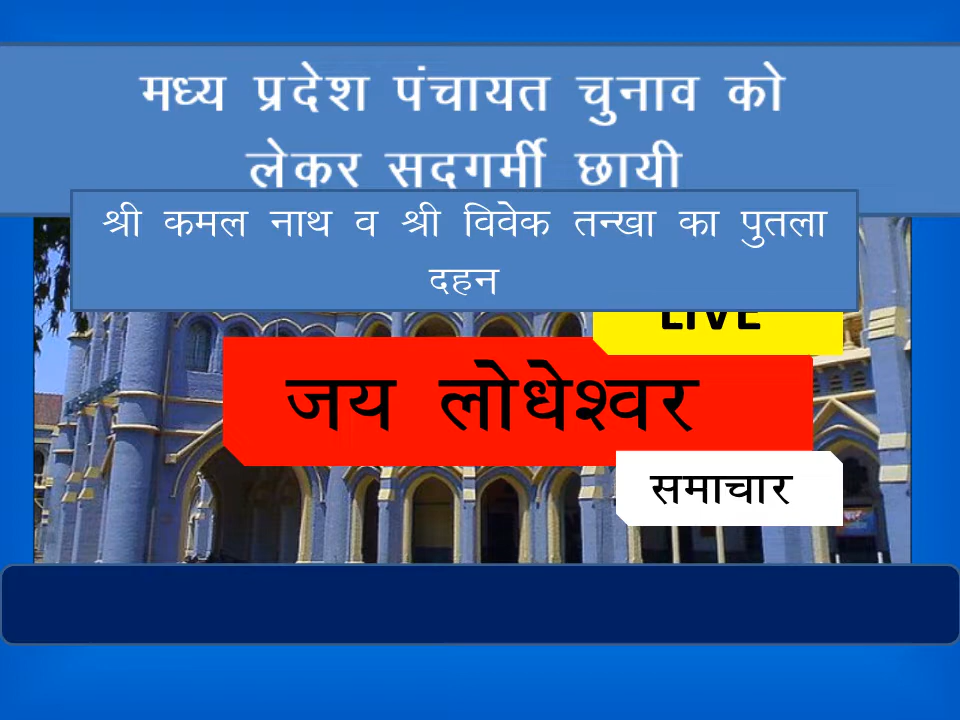 मध्य प्रदेश पंचायत चुनाव को
लेकर सदगर्मी छायी
श्री कमल नाथ व श्री विवेक तन्खा का पुतला
दहन
LIVE
जय लोधेश्वर
समाचार